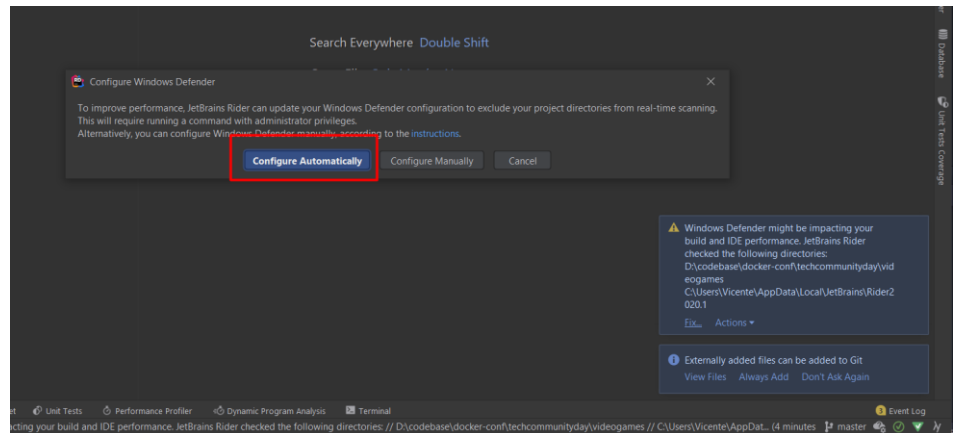 Search Everywhere Double Shift
Configure Windows Defender
To improve performance, JetBrains Rider can update your Windows Defender configuration to exclude your project directories from real-time scanning.
This will require running a command with administrator privileges.
Alternatively, you can configure Windows Defender manually, according to the instructions.
Configure Automatically Configure Manually Cancel
Database
Unit Tests Coverage
Windows Defender might be impacting your
build and IDE performance. JetBrains Rider
checked the following directories:
D:\codebase\docker-conf\techcommunityday\vid
eogames
C:\Users\Vicente\AppData\Local\JetBrains\Rider2
020.1
Fix... Actions
Externally added files can be added to Git
View Files Always Add Don't Ask Again
et Unit Tests Performance Profiler Dynamic Program Analysis Terminal 3 Event Log
acting your build and IDE performance. JetBrains Rider checked the following directories: // D:\codebase\docker-conf\techcommunityday\videogames // C:\Users\Vicente\AppDat... (4 minutes master